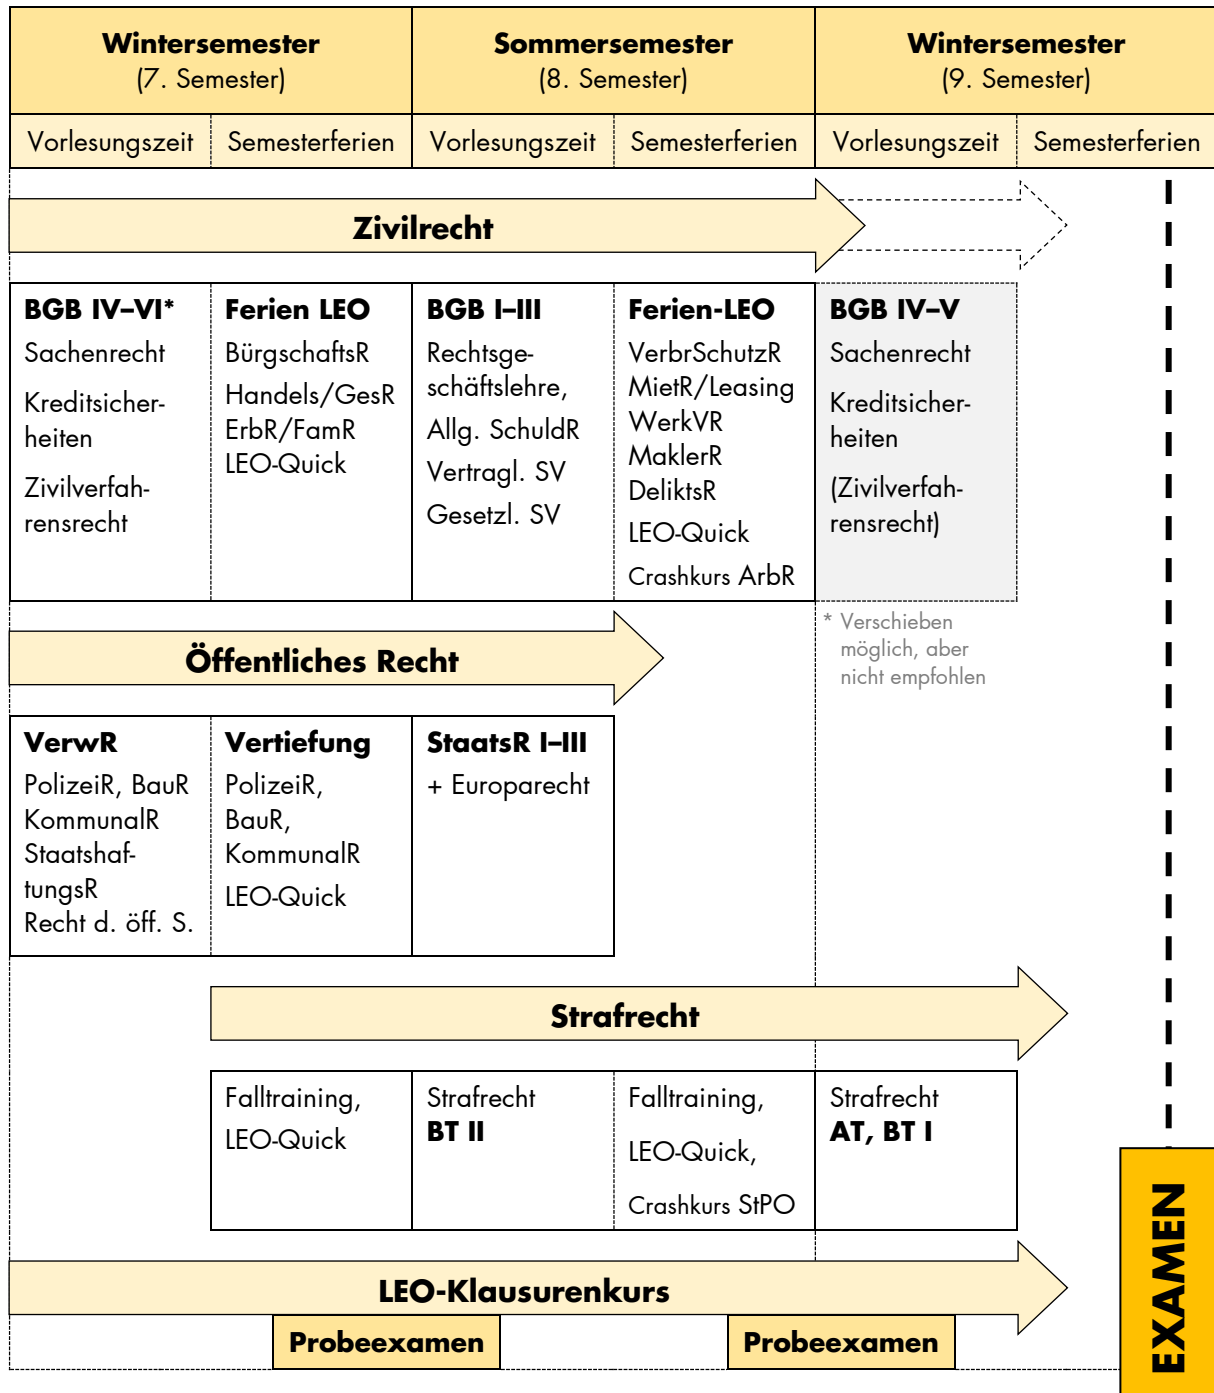 Wintersemester
(7. Semester)
Sommersemester
(8. Semester)
Wintersemester
(9. Semester)
Vorlesungszeit
Semesterferien
Vorlesungszeit
Semesterferien
Vorlesungszeit
Semesterferien
Zivilrecht
BGB IV–VI*
Sachenrecht
Kreditsicher-
heiten
Zivilverfah-
rensrecht
Ferien LEO
BürgschaftsR
Handels/GesR
ErbR/FamR
LEO-Quick
BGB I–III
Rechtsge-
schäftslehre,
Allg. SchuldR
Vertragl. SV
Gesetzl. SV
Ferien-LEO
VerbrSchutzR
MietR/Leasing
WerkVR
MaklerR
DeliktsR
LEO-Quick
Crashkurs ArbR
BGB IV–V
Sachenrecht
Kreditsicher-
heiten
(Zivilverfah-
rensrecht)
* Verschieben
möglich, aber
nicht empfohlen
Öffentliches Recht
VerwR
PolizeiR, BauR
KommunalR
Staatshaf-
tungsR
Recht d. öff. S.
Vertiefung
PolizeiR,
BauR,
KommunalR
LEO-Quick
StaatsR I–III
+ Europarecht
Strafrecht
Falltraining,
LEO-Quick
Strafrecht
BT II
Falltraining,
LEO-Quick,
Crashkurs StPO
Strafrecht
AT, BT I
LEO-Klausurenkurs
Probeexamen
Probeexamen
EXAMEN